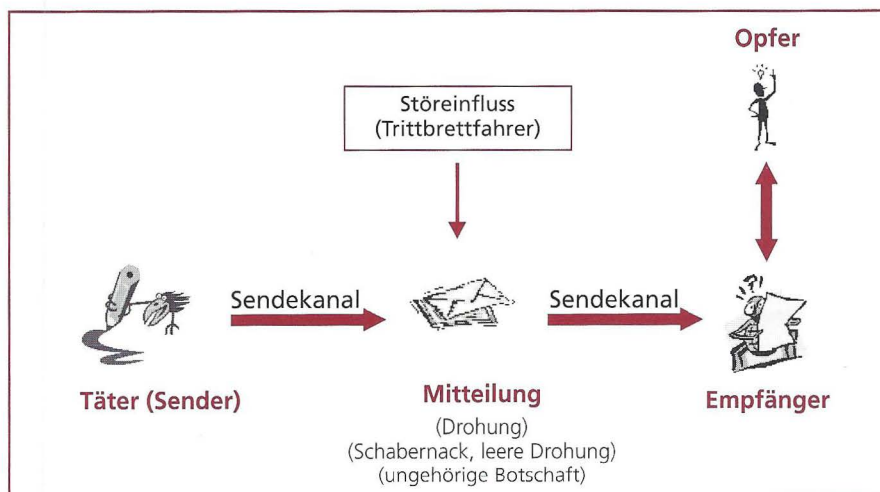 Opfer
Störeinfluss
(Trittbrettfahrer)
Sendekanal
Sendekanal
Täter (Sender)
Mitteilung
Empfänger
(Drohung)
(Schabernack, leere Drohung)
(ungehörige Botschaft)